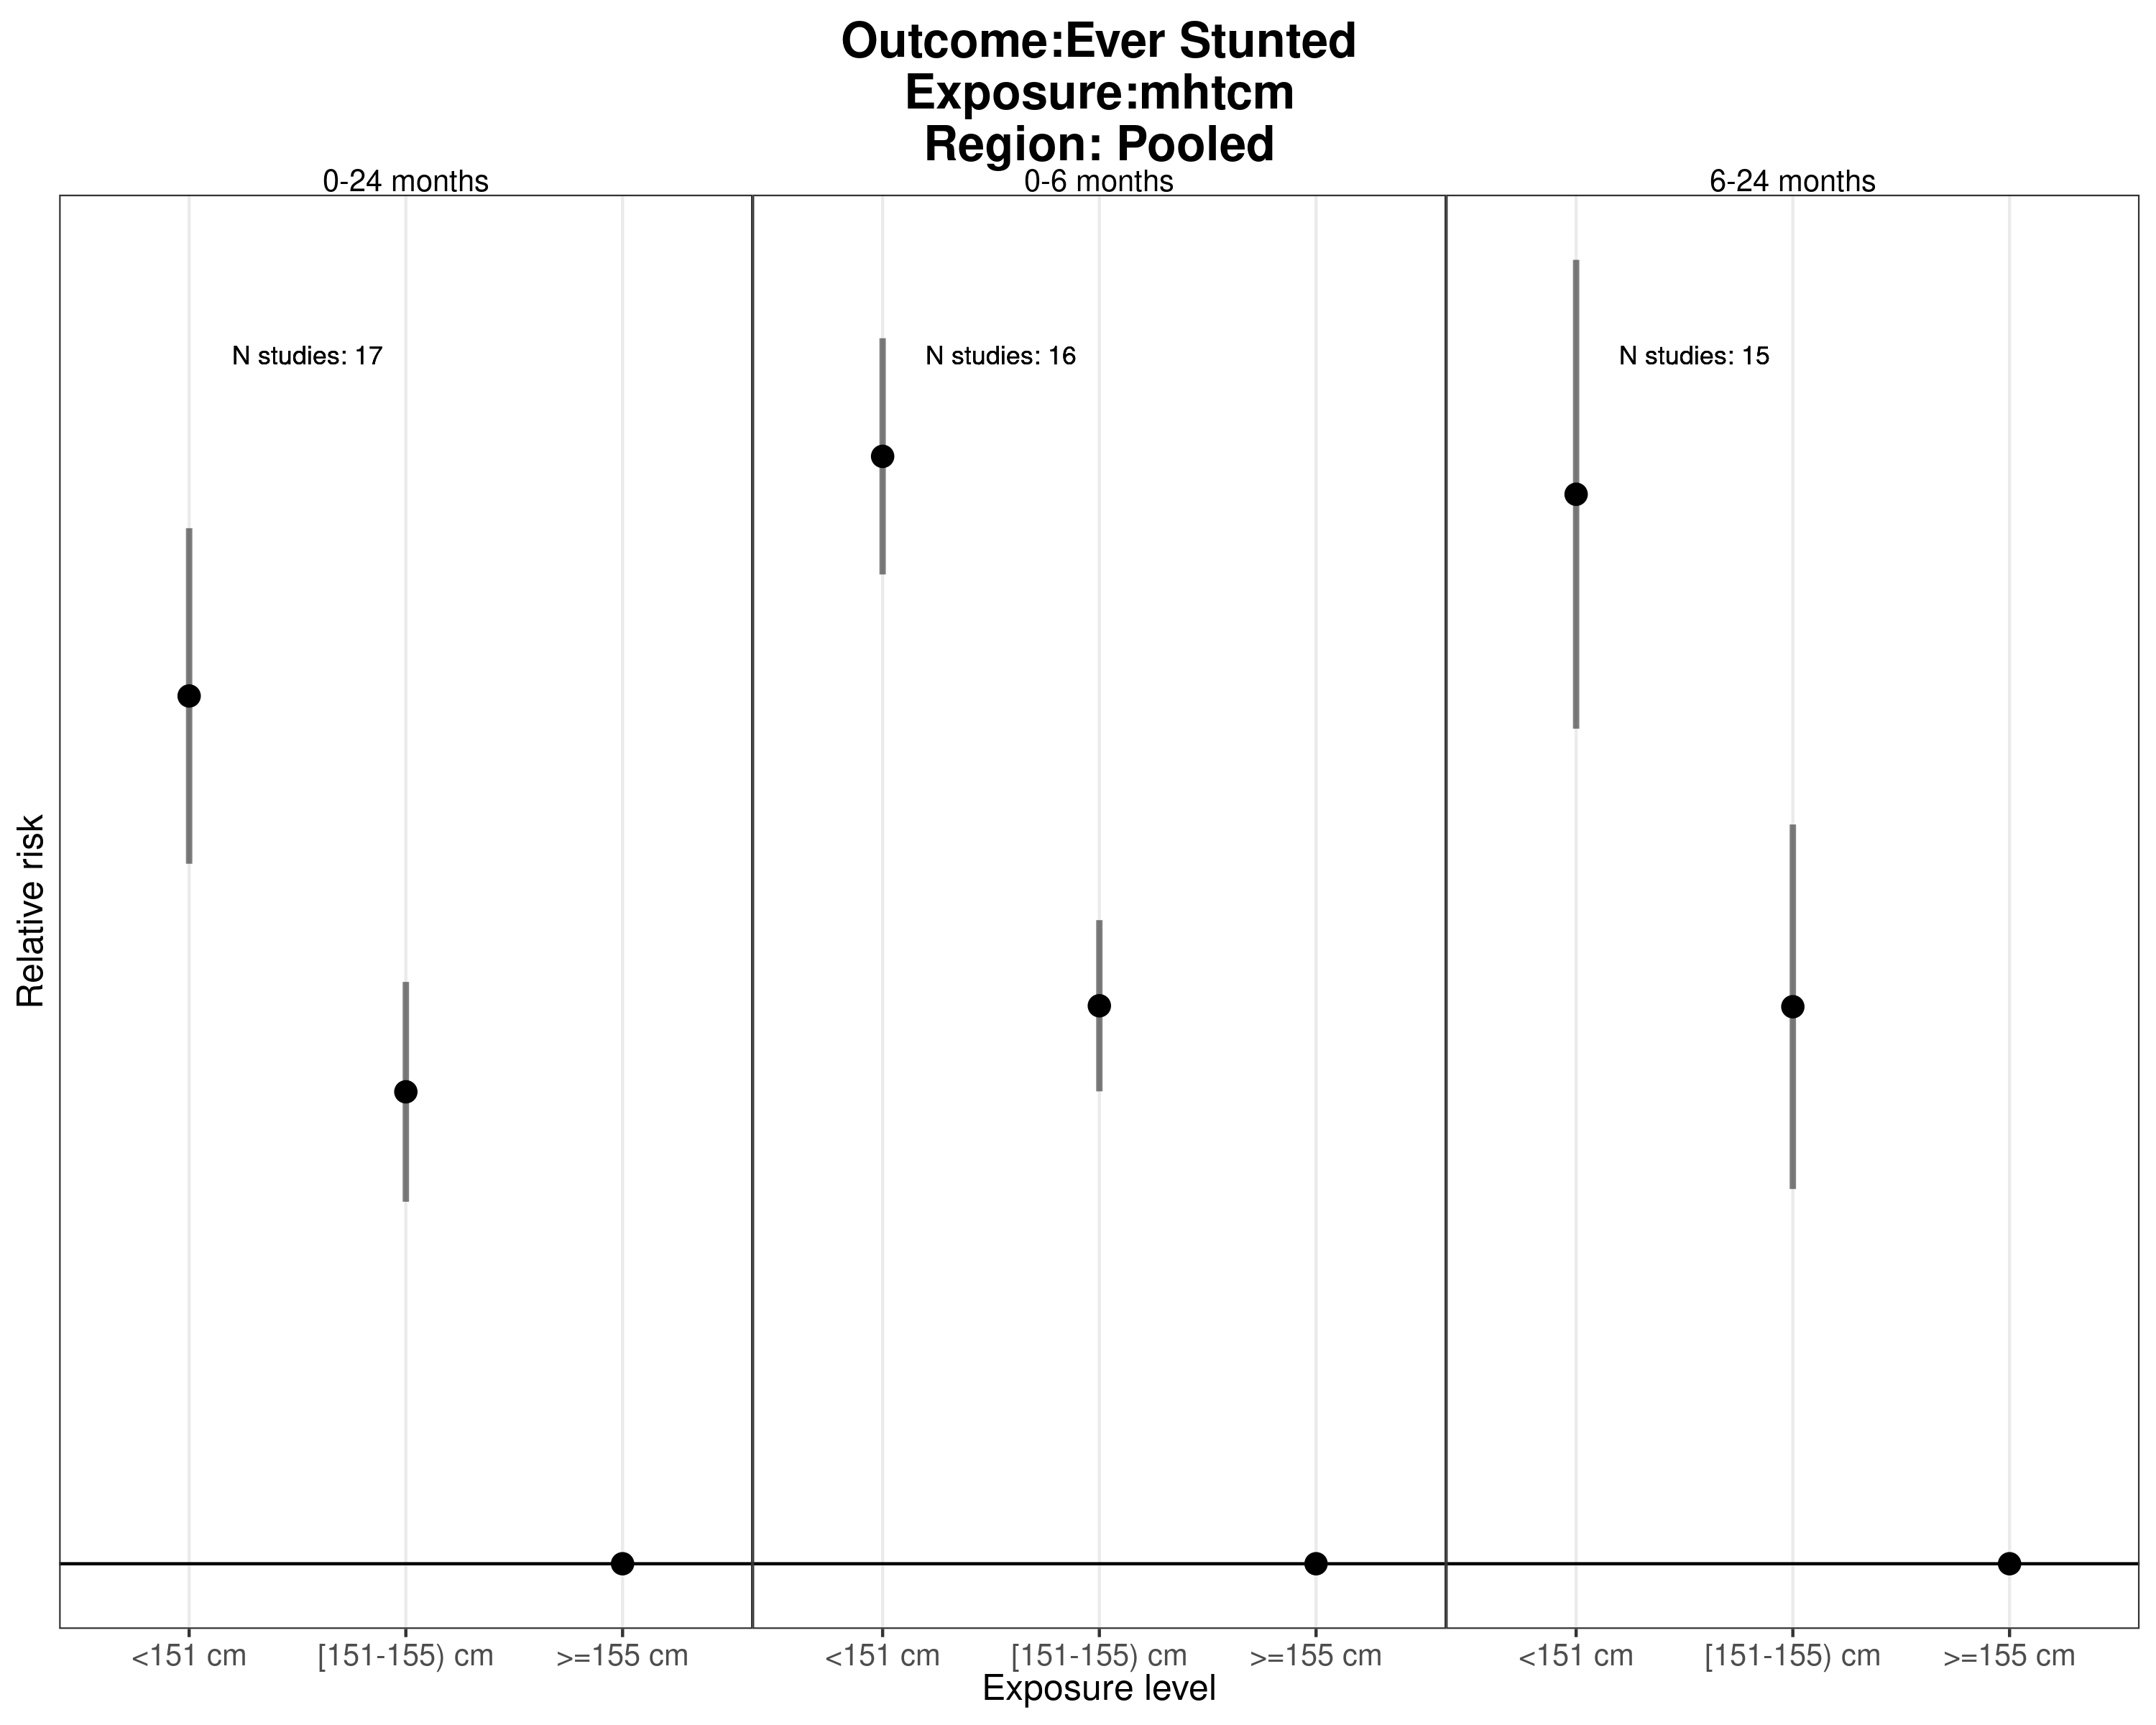 Outcome:Ever Stunted
Exposure:mhtcm
Region: Pooled
0-24 months
0-6 months
6-24 months
N studies: 17
N studies: 16
N studies: 15
Relative risk
<151 cm
[151-155) cm
>=155 cm
<151 cm
[151-155) cm
>=155 cm
<151 cm
[151-155) cm
>=155 cm
Exposure level